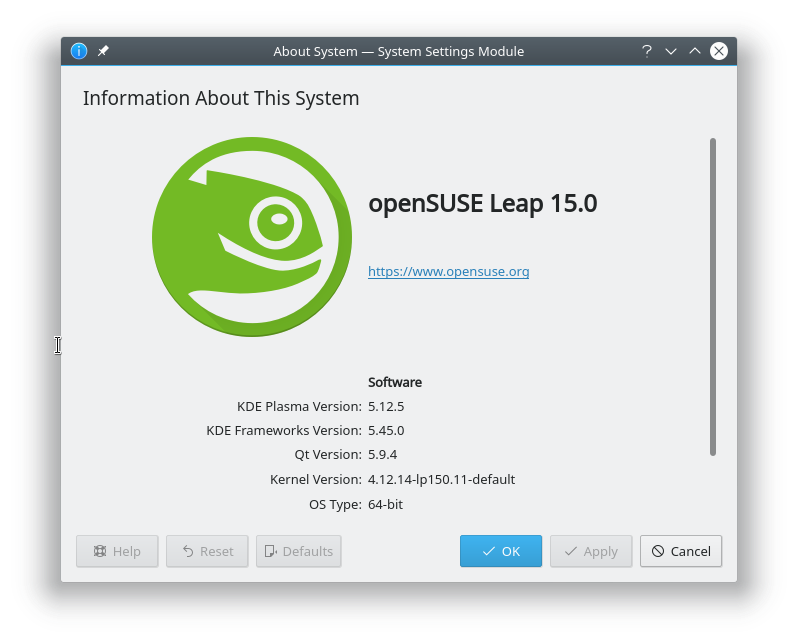 About System — System Settings Module
Information About This System
openSUSE Leap 15.0
https://www.opensuse.org
Software
KDE Plasma Version: 5.12.5
KDE Frameworks Version: 5.45.0
Qt Version: 5.9.4
Kernel Version: 4.12.14-lp150.11-default
OS Type: 64-bit
Help Reset Defaults OK Apply Cancel